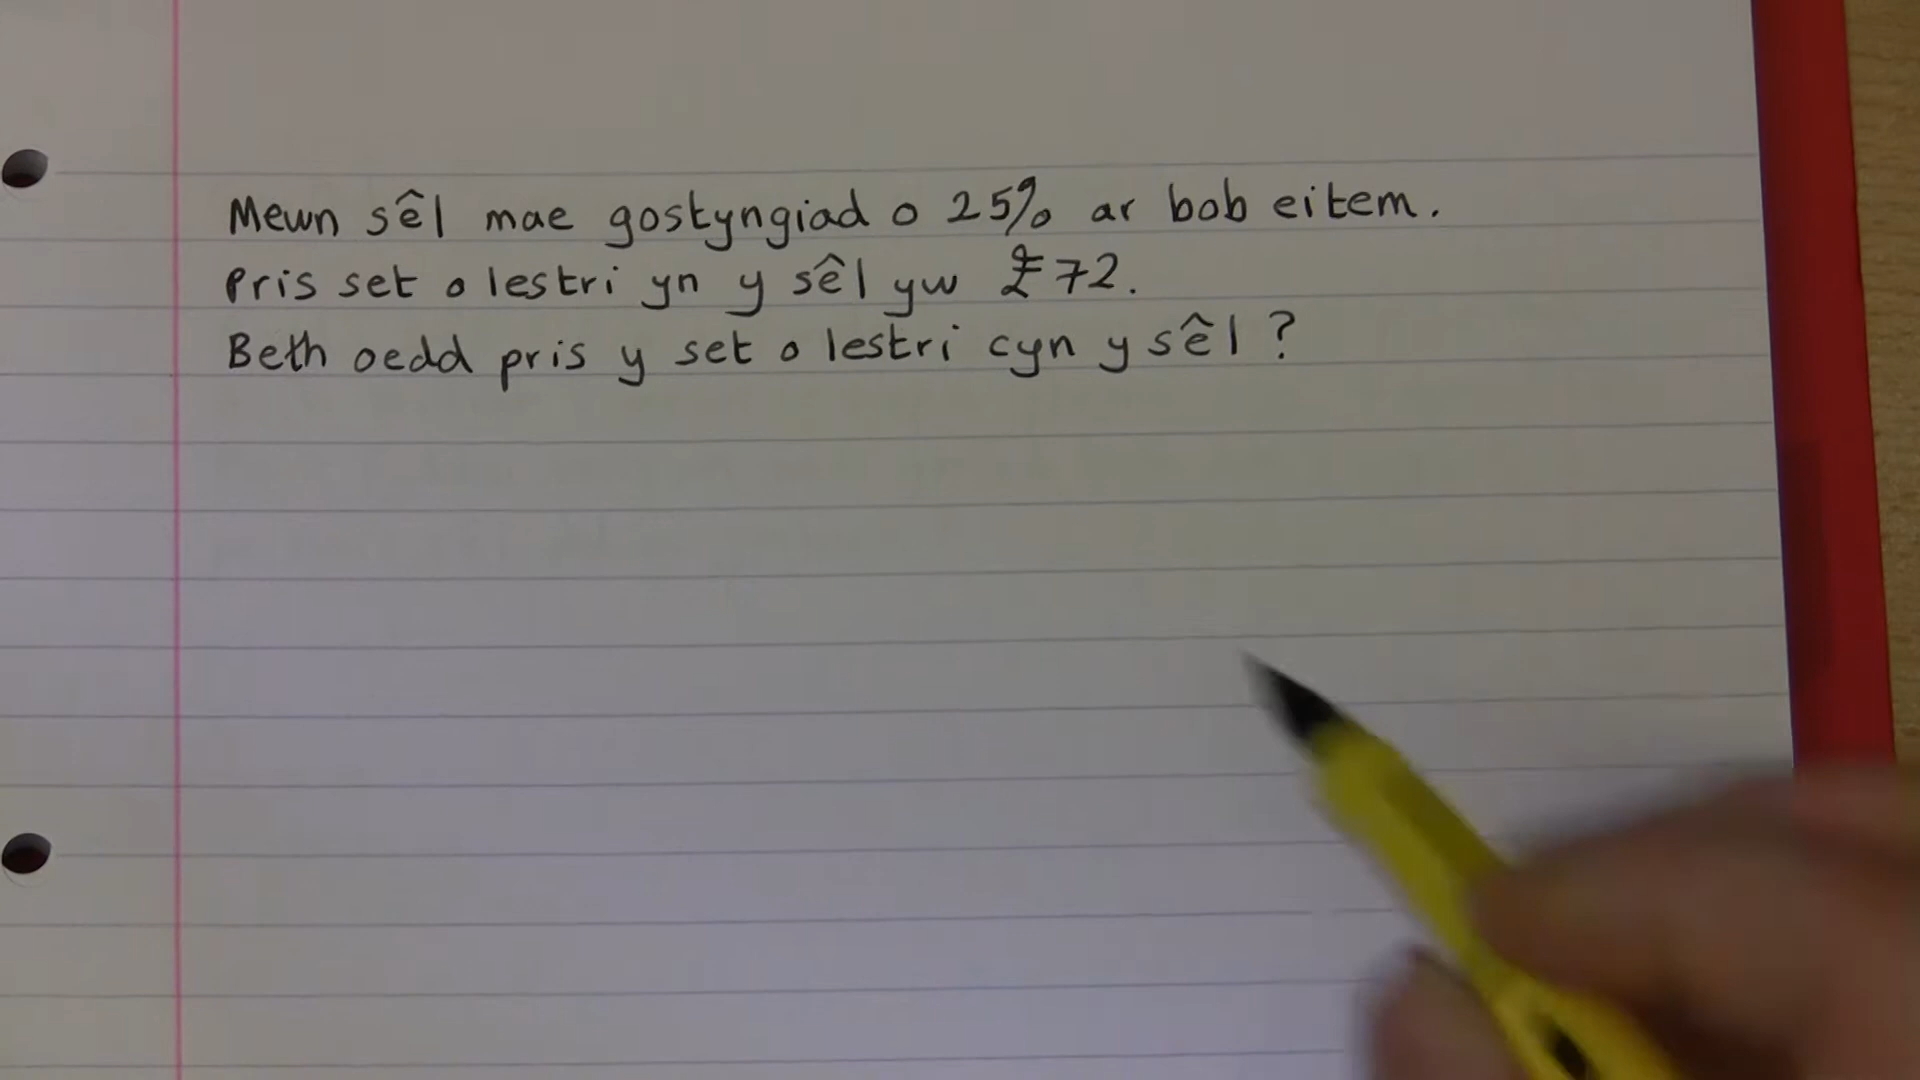 Mewn sêl mae gostyngiad o 25% ar bob eitem.
Pris set o lestri yn y sêl yw £72.
Beth oedd pris y set o lestri cyn y sêl?